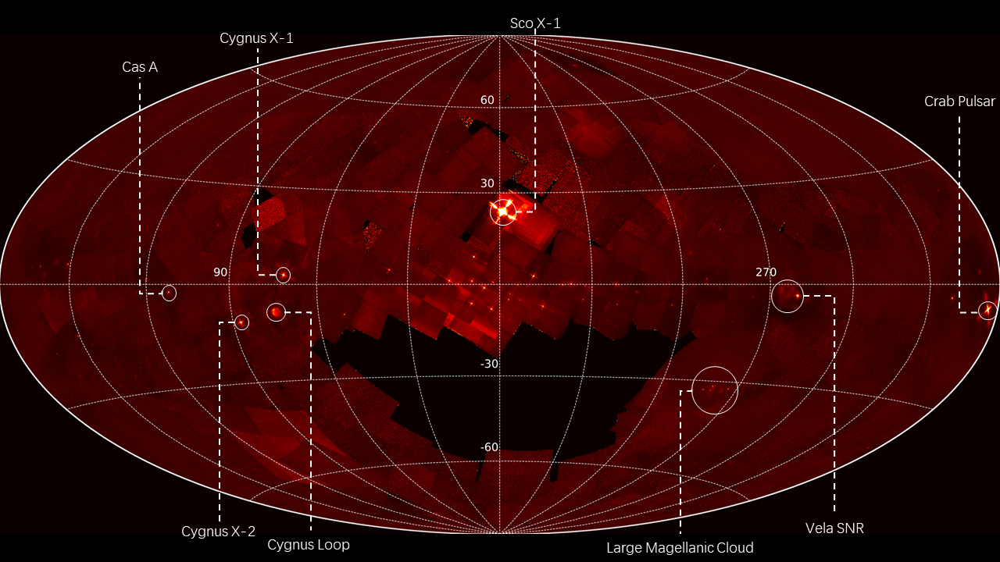 Sco X-1
Cygnus X-1
Cas A
60
Crab Pulsar
30
90
270
-30
-60
Cygnus X-2
Cygnus Loop
Large Magellanic Cloud
Vela SNR